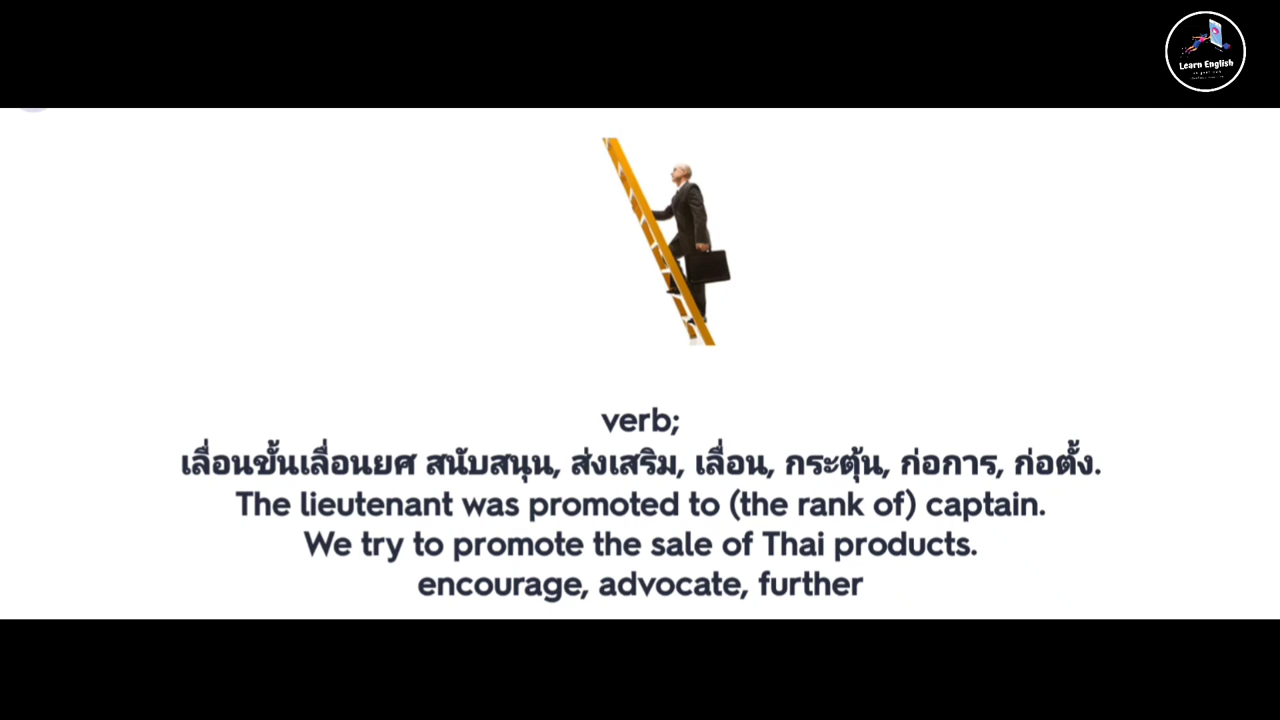 Learn English
verb;
เลื่อนขั้นเลื่อนยศ สนับสนุน, ส่งเสริม, เลื่อน, กระตุ้น, ก่อการ, ก่อตั้ง.
The lieutenant was promoted to (the rank of) captain.
We try to promote the sale of Thai products.
encourage, advocate, further